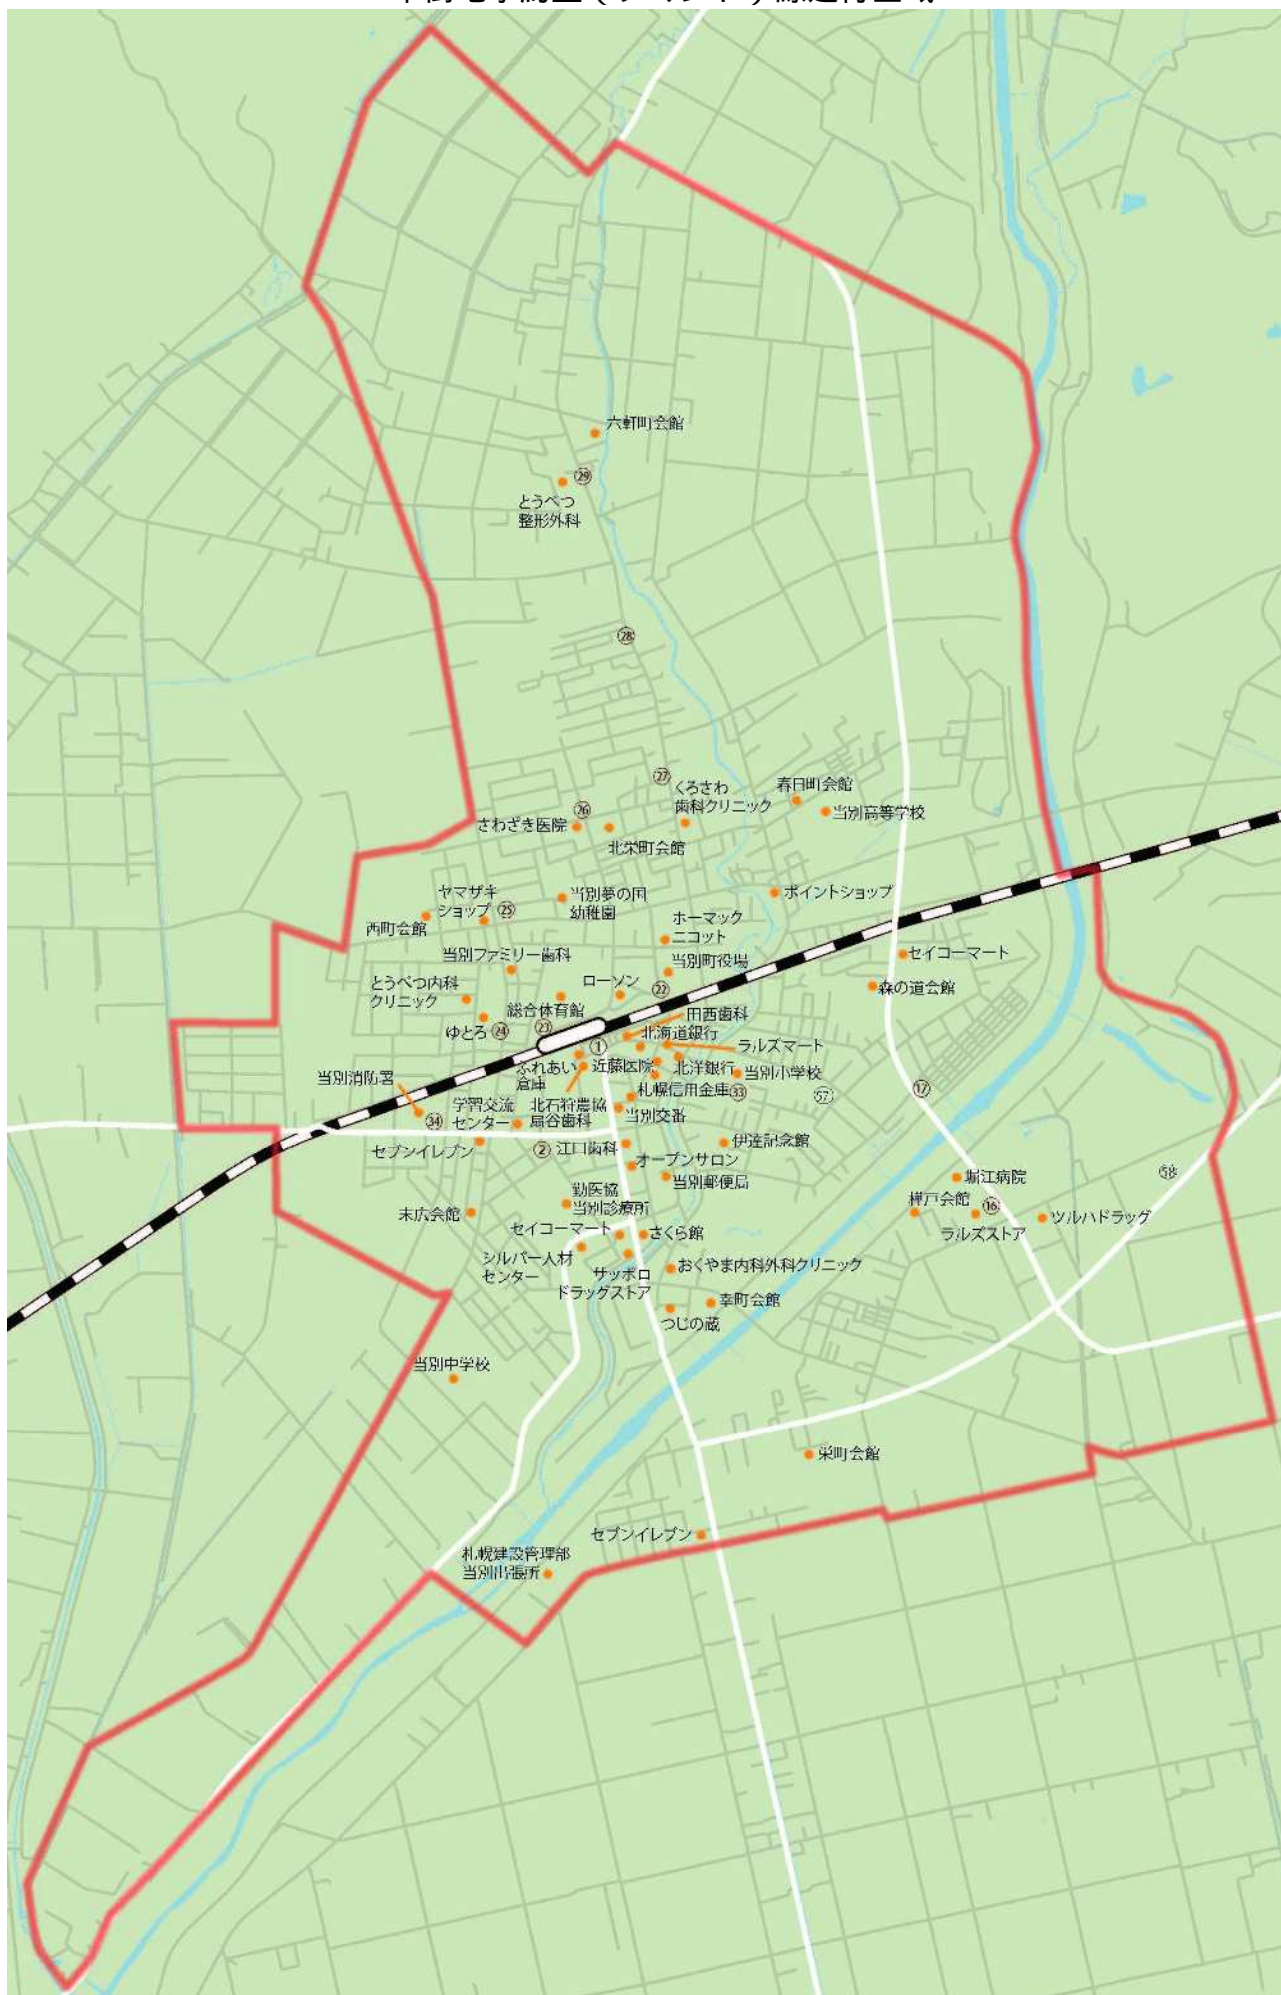 六軒町会館
㉙
とうべつ
整形外科
㉘
㉗
くろさわ
歯科クリニック
春日町会館
当別高等学校
㉖
さわざき医院
北栄町会館
ヤマザキ
ショップ
㉕
西町会館
当別夢の国
幼稚園
ポイントショップ
ホーマック
ニコット
当別ファミリー歯科
当別町役場
セイコーマート
とうべつ内科
クリニック
ローソン
㉒
森の道会館
総合体育館
ゆとろ
㉔
㉓
田西歯科
北海道銀行
ラルズマート
①
ふれあい
倉庫
近藤医院
北洋銀行
当別小学校
当別消防署
札幌信用金庫
㉝
57
⑰
学習交流
センター
北石狩農協
扇谷歯科
当別交番
㉞
セブンイレブン
②
江口歯科
伊達記念館
オープンサロン
当別郵便局
堀江病院
58
勤医協
当別診療所
末広会館
樺戸会館
⑯
ラルズストア
ツルハドラッグ
セイコーマート
さくら館
シルバー人材
センター
サッポロ
ドラッグストア
おくやま内科外科クリニック
幸町会館
つじの蔵
当別中学校
栄町会館
セブンイレブン
札幌建設管理部
当別出張所